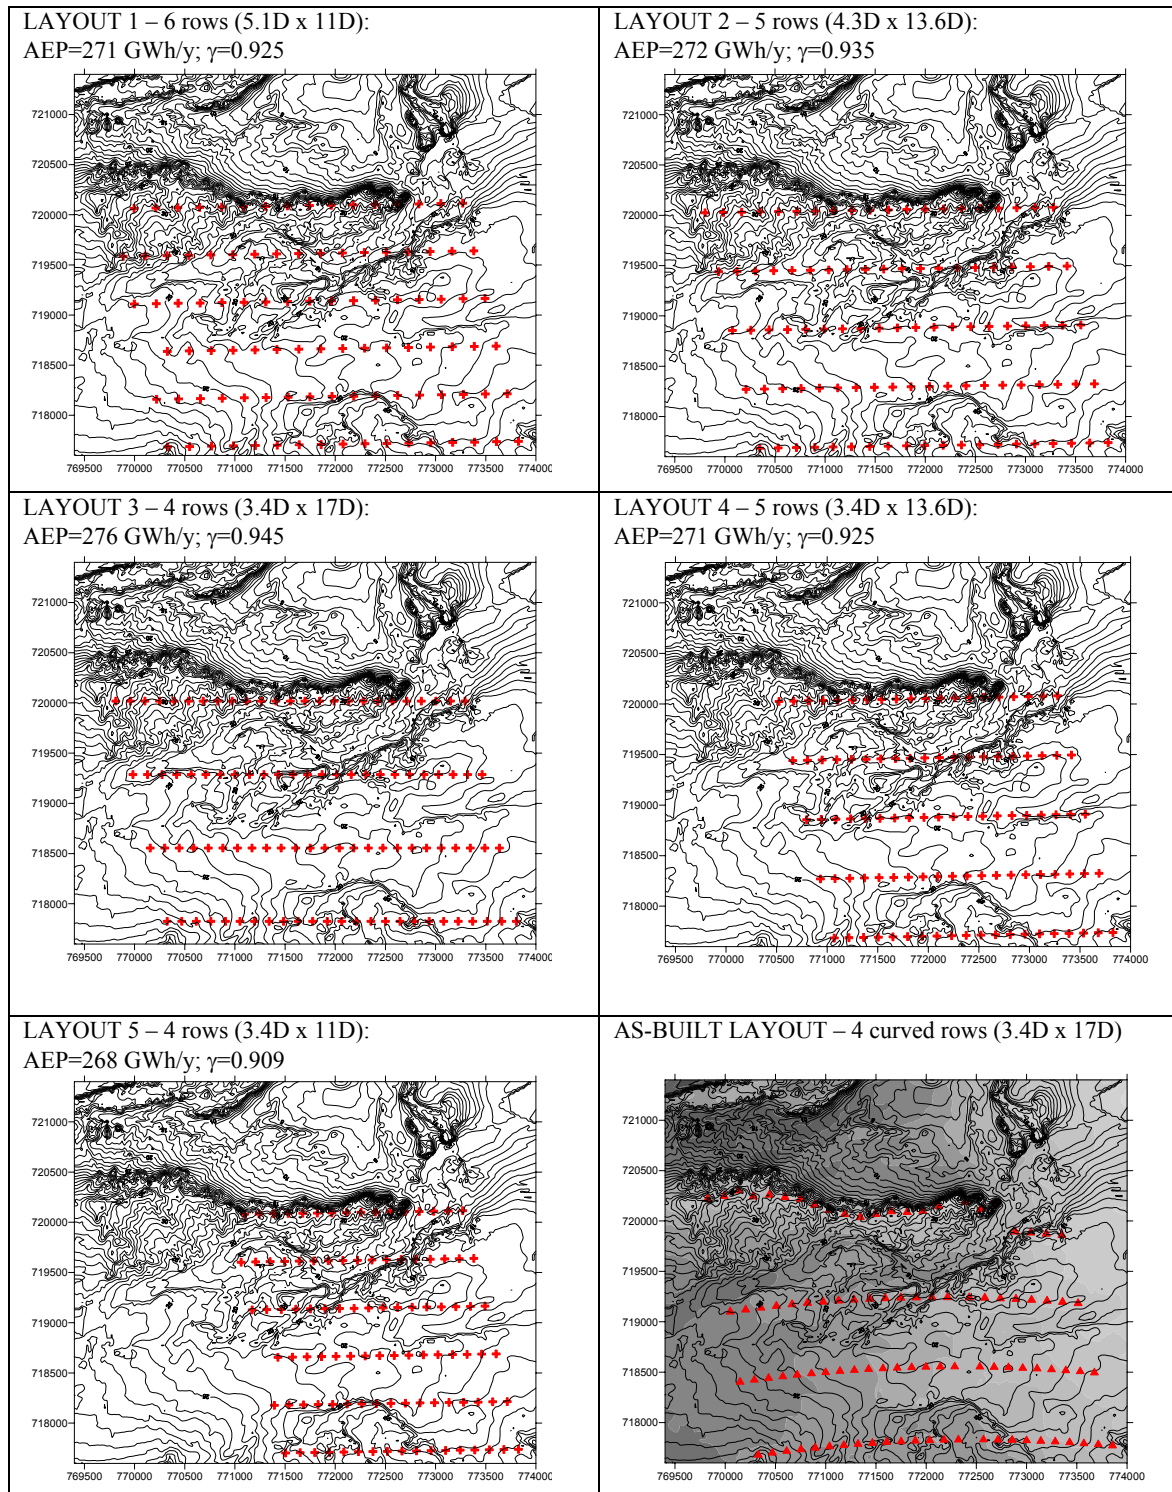 LAYOUT 1 – 6 rows (5.1D x 11D):
AEP=271 GWh/y; γ=0.925
721000
720500
720000
719500
719000
718500
718000
769500 770000 770500 771000 771500 772000 772500 773000 773500 774000
LAYOUT 2 – 5 rows (4.3D x 13.6D):
AEP=272 GWh/y; γ=0.935
721000
720500
720000
719500
719000
718500
718000
769500 770000 770500 771000 771500 772000 772500 773000 773500 774000
LAYOUT 3 – 4 rows (3.4D x 17D):
AEP=276 GWh/y; γ=0.945
721000
720500
720000
719500
719000
718500
718000
769500 770000 770500 771000 771500 772000 772500 773000 773500 774000
LAYOUT 4 – 5 rows (3.4D x 13.6D):
AEP=271 GWh/y; γ=0.925
721000
720500
720000
719500
719000
718500
718000
769500 770000 770500 771000 771500 772000 772500 773000 773500 774000
LAYOUT 5 – 4 rows (3.4D x 11D):
AEP=268 GWh/y; γ=0.909
721000
720500
720000
719500
719000
718500
718000
769500 770000 770500 771000 771500 772000 772500 773000 773500 774000
AS-BUILT LAYOUT – 4 curved rows (3.4D x 17D)
721000
720500
720000
719500
719000
718500
718000
769500 770000 770500 771000 771500 772000 772500 773000 773500 774000